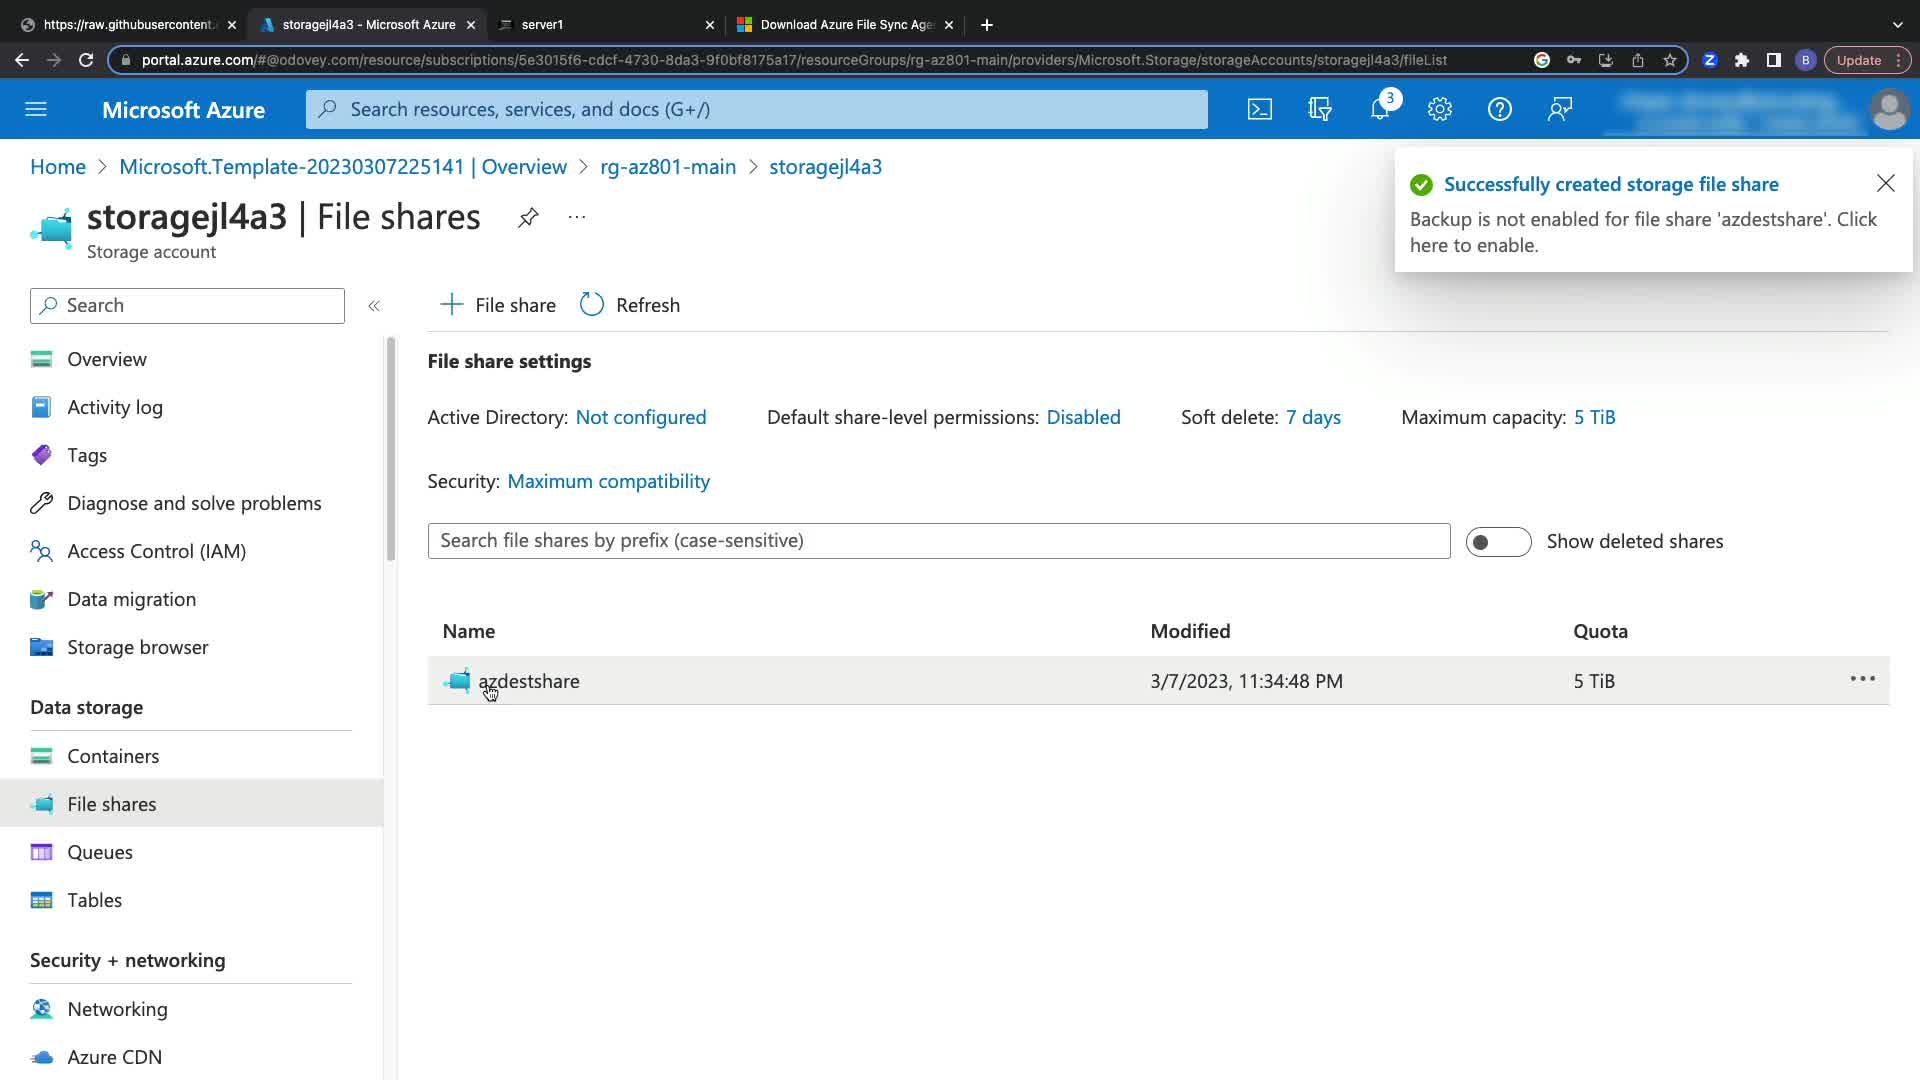 https://raw.githubusercontent.
storagejl4a3 - Microsoft Azure
server1
Download Azure File Sync Age
portal.azure.com/#@odovey.com/resource/subscriptions/5e3015f6-cdcf-4730-8da3-9f0bf8175a17/resourceGroups/rg-az801-main/providers/Microsoft.Storage/storageAccounts/storagejl4a3/fileList
Z
B
Update
Microsoft Azure
Search resources, services, and docs (G+/)
3
Home > Microsoft.Template-20230307225141 | Overview > rg-az801-main > storagejl4a3
Successfully created storage file share
Backup is not enabled for file share 'azdestshare'. Click
here to enable.
storagejl4a3 | File shares
Storage account
Search
File share
Refresh
Overview
Activity log
Tags
Diagnose and solve problems
Access Control (IAM)
Data migration
Storage browser
Data storage
Containers
File shares
Queues
Tables
Security + networking
Networking
Azure CDN
File share settings
Active Directory: Not configured
Default share-level permissions: Disabled
Soft delete: 7 days
Maximum capacity: 5 TiB
Security: Maximum compatibility
Search file shares by prefix (case-sensitive)
Show deleted shares
Name Modified Quota
azdestshare 3/7/2023, 11:34:48 PM 5 TiB